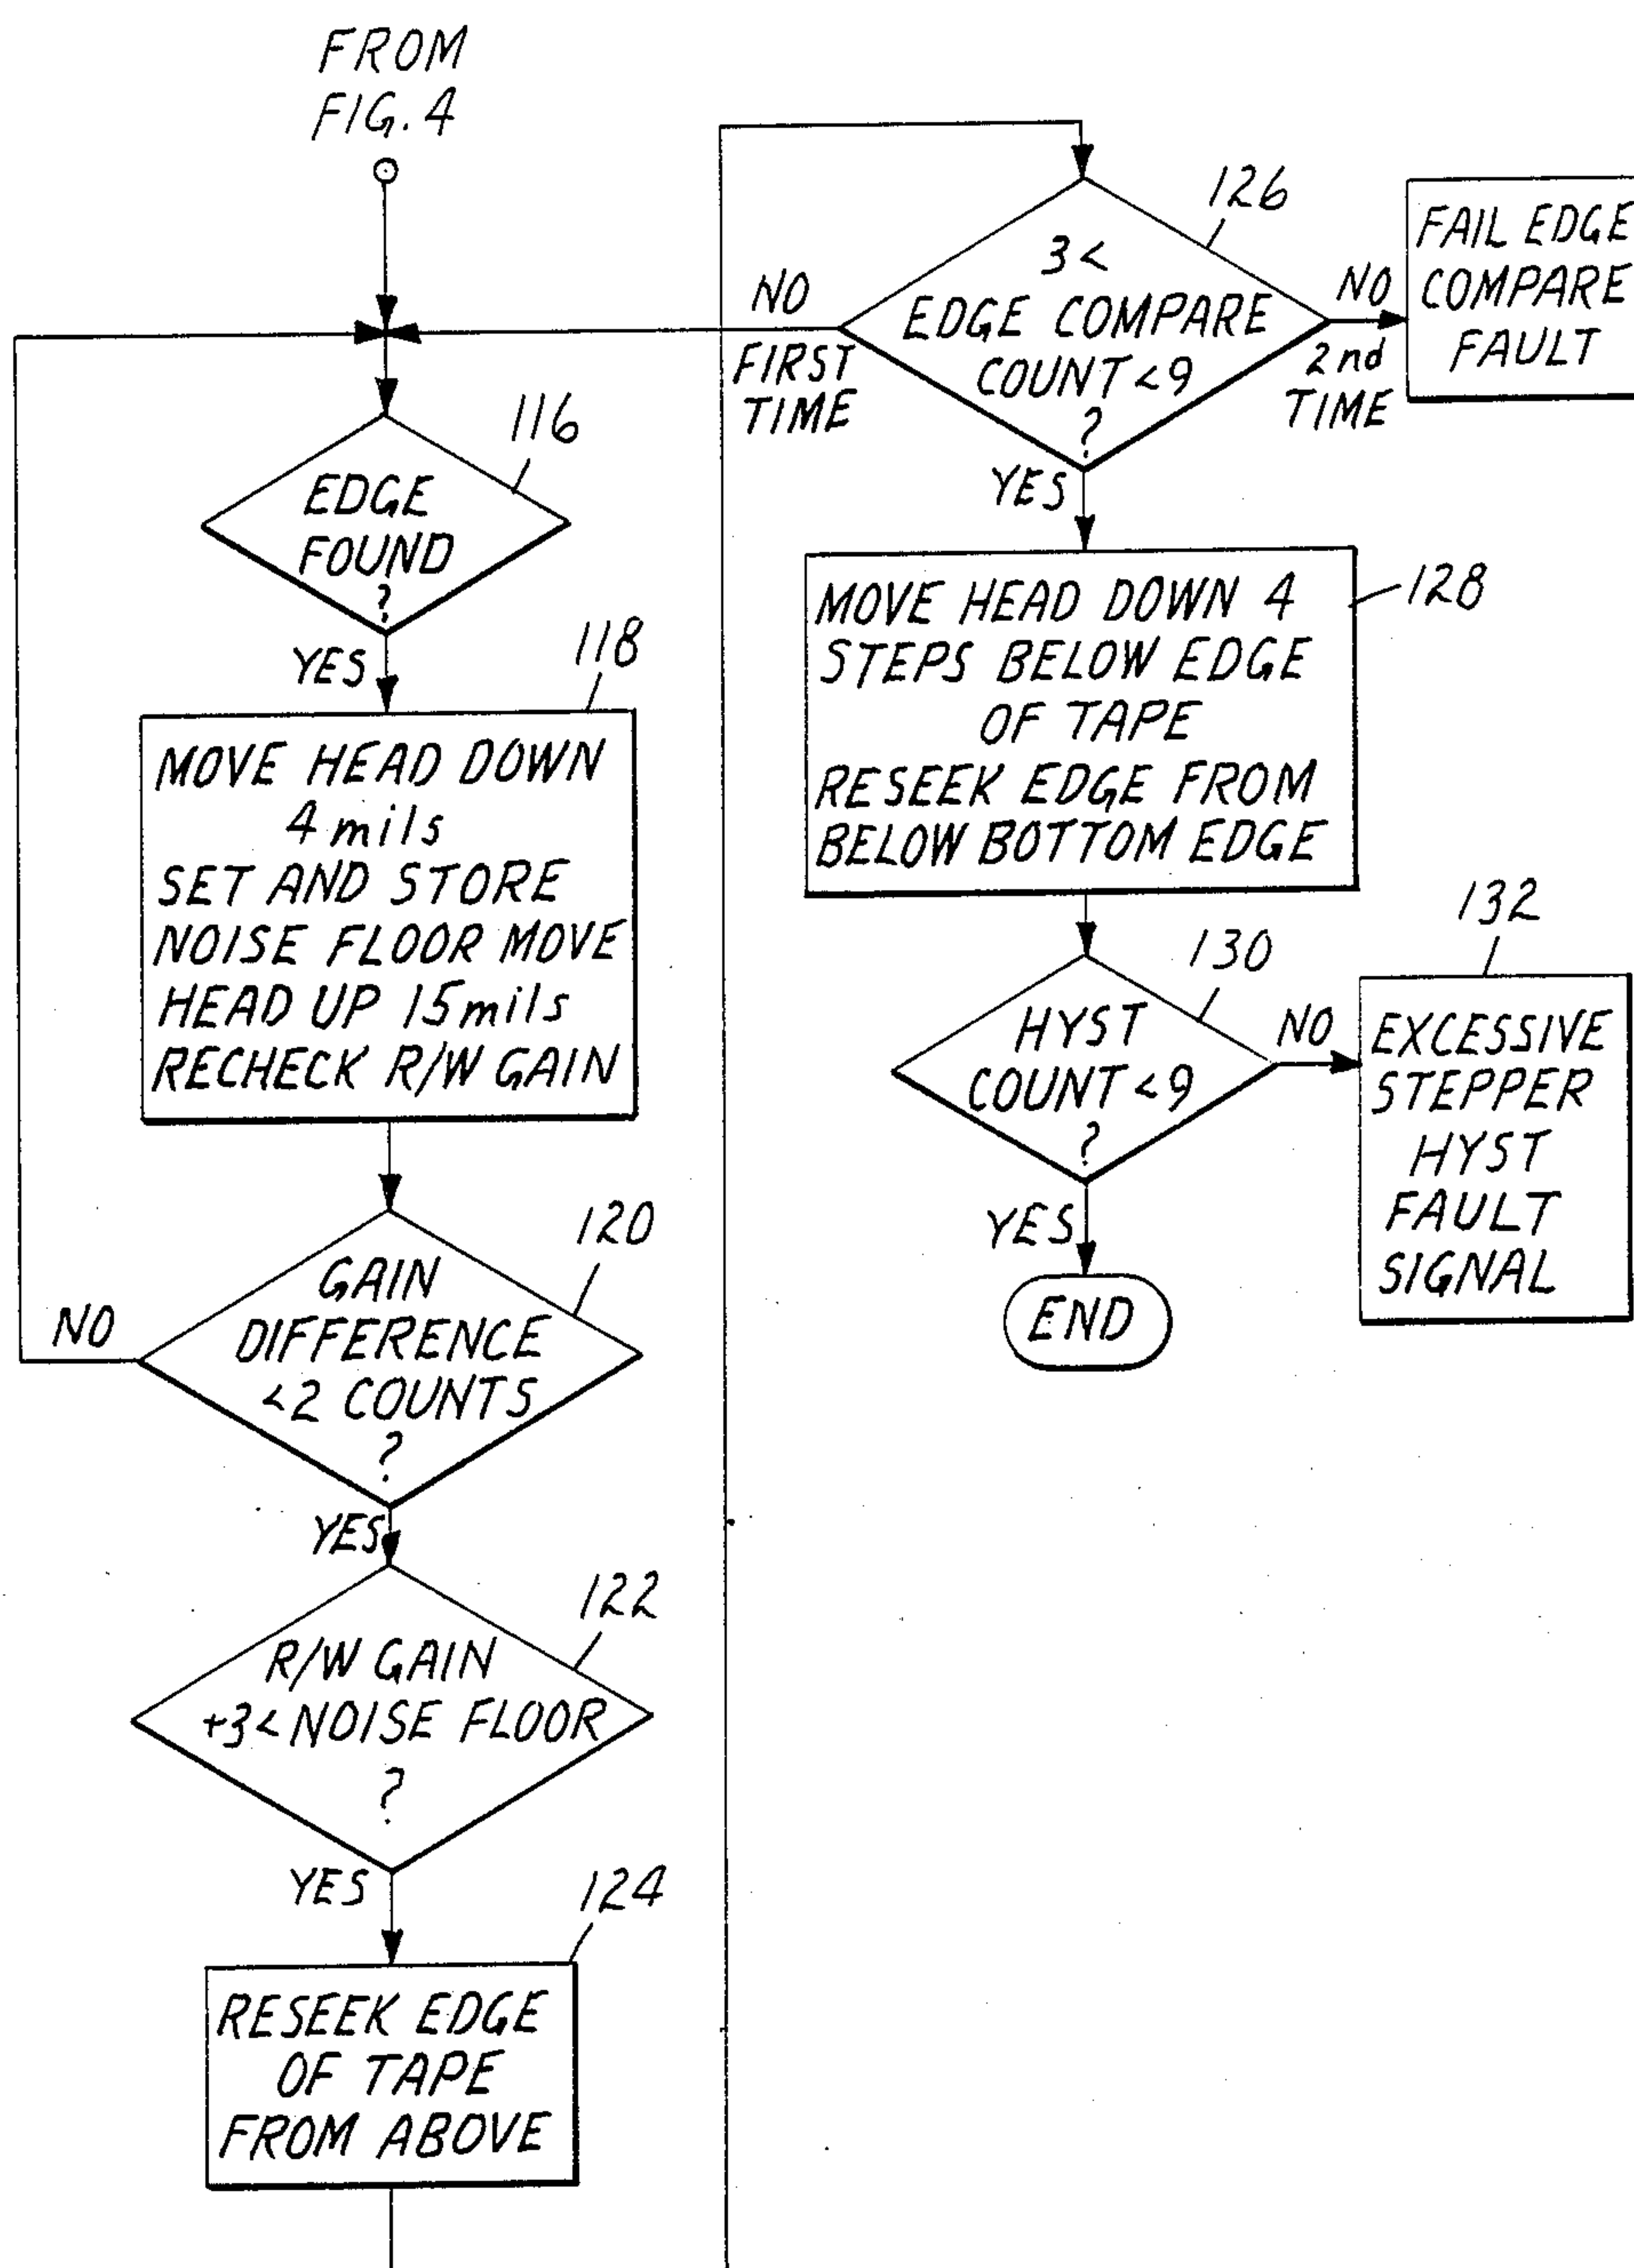 FROM
FIG. 4
116
EDGE
FOUND
?
YES
118
MOVE HEAD DOWN
4 mils
SET AND STORE
NOISE FLOOR MOVE
HEAD UP 15 mils
RECHECK R/W GAIN
120
GAIN
DIFFERENCE
<2 COUNTS
?
NO
YES
122
R/W GAIN
+3< NOISE FLOOR
?
YES
124
RESEEK EDGE
OF TAPE
FROM ABOVE
126
3<
EDGE COMPARE
COUNT <9
?
NO
FIRST
TIME
NO
2nd
TIME
FAIL EDGE
COMPARE
FAULT
YES
128
MOVE HEAD DOWN 4
STEPS BELOW EDGE
OF TAPE
RESEEK EDGE FROM
BELOW BOTTOM EDGE
130
HYST
COUNT <9
?
NO
132
EXCESSIVE
STEPPER
HYST
FAULT
SIGNAL
YES
END